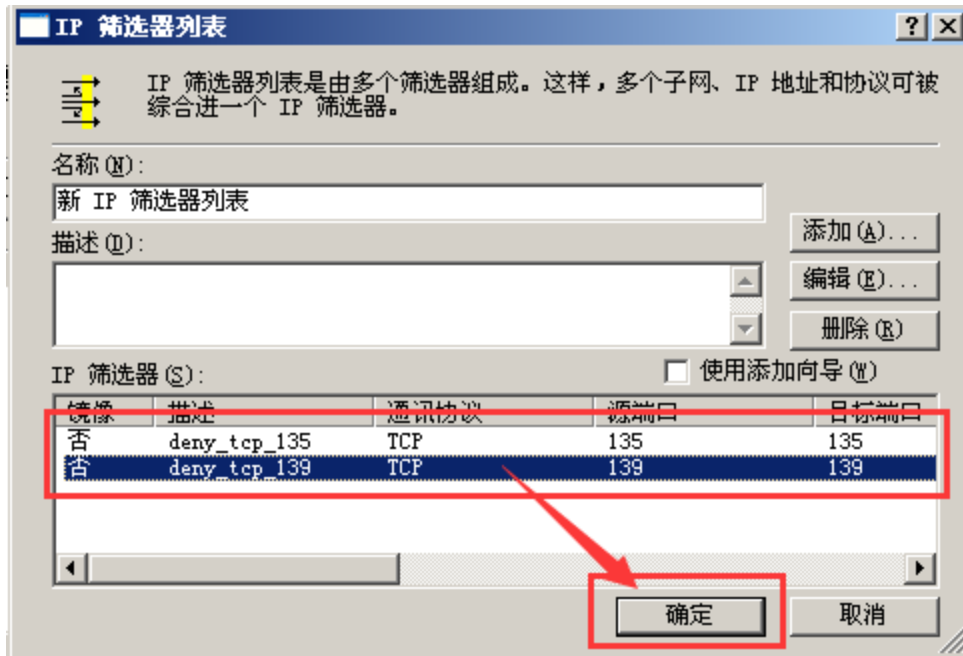 IP 筛选器列表
IP 筛选器列表是由多个筛选器组成。这样，多个子网、IP 地址和协议可被
综合进一个 IP 筛选器。
名称(N):
新 IP 筛选器列表
添加(A)...
描述(D):
编辑(E)...
删除(R)
IP 筛选器(S):
使用添加向导(W)
镜像 描述 通讯协议 源端口 目标端口
否 deny_tcp_135 TCP 135 135
否 deny_tcp_139 TCP 139 139
确定
取消